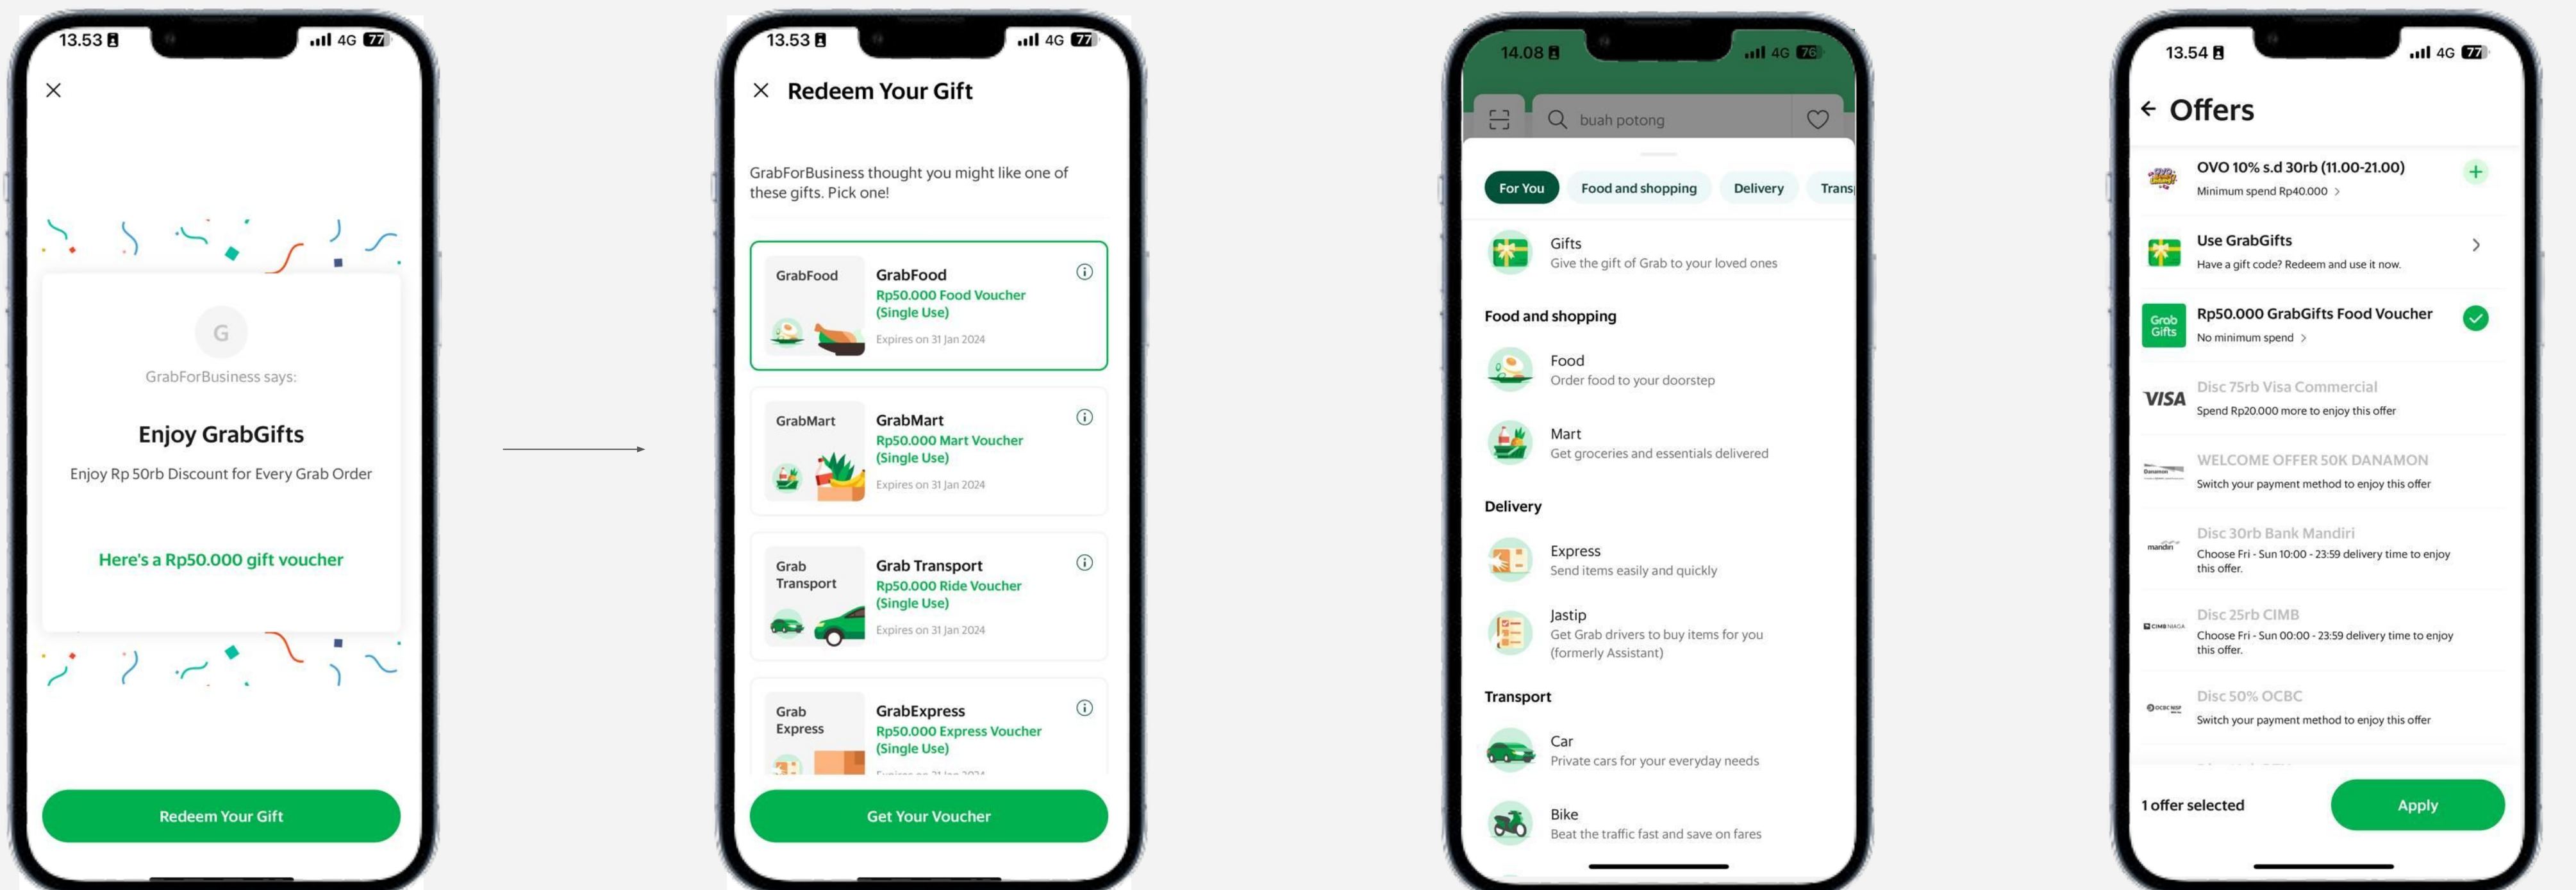 13.53
4G 77
G
GrabForBusiness says:
Enjoy GrabGifts
Enjoy Rp 50rb Discount for Every Grab Order
Here's a Rp50.000 gift voucher
Redeem Your Gift
13.53
4G 77
Redeem Your Gift
GrabForBusiness thought you might like one of
these gifts. Pick one!
GrabFood
GrabFood
Rp50.000 Food Voucher
(Single Use)
Expires on 31 Jan 2024
GrabMart
GrabMart
Rp50.000 Mart Voucher
(Single Use)
Expires on 31 Jan 2024
Grab
Transport
Grab Transport
Rp50.000 Ride Voucher
(Single Use)
Expires on 31 Jan 2024
Grab
Express
GrabExpress
Rp50.000 Express Voucher
(Single Use)
Expires on 31 Jan 2024
Get Your Voucher
14.08
4G 76
buah potong
For You
Food and shopping
Delivery
Trans
Gifts
Give the gift of Grab to your loved ones
Food and shopping
Food
Order food to your doorstep
Mart
Get groceries and essentials delivered
Delivery
Express
Send items easily and quickly
Jastip
Get Grab drivers to buy items for you
(formerly Assistant)
Transport
Car
Private cars for your everyday needs
Bike
Beat the traffic fast and save on fares
13.54
4G 77
Offers
OVO 10% s.d 30rb (11.00-21.00)
Minimum spend Rp40.000
Use GrabGifts
Have a gift code? Redeem and use it now.
Grab
Gifts
Rp50.000 GrabGifts Food Voucher
No minimum spend
VISA
Disc 75rb Visa Commercial
Spend Rp20.000 more to enjoy this offer
Danamon
WELCOME OFFER 50K DANAMON
Switch your payment method to enjoy this offer
mandiri
Disc 30rb Bank Mandiri
Choose Fri - Sun 10:00 - 23:59 delivery time to enjoy
this offer.
CIMB NIAGA
Disc 25rb CIMB
Choose Fri - Sun 00:00 - 23:59 delivery time to enjoy
this offer.
OCBC NISP
Disc 50% OCBC
Switch your payment method to enjoy this offer
1 offer selected
Apply